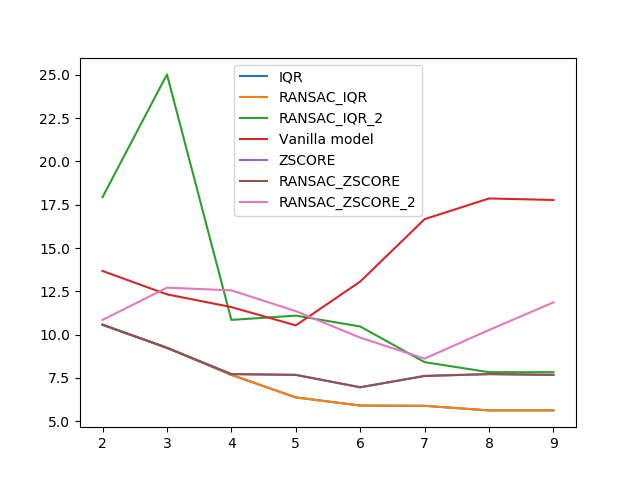 25.0
22.5
20.0
17.5
15.0
12.5
10.0
7.5
5.0
IQR
RANSAC_IQR
RANSAC_IQR_2
Vanilla model
ZSCORE
RANSAC_ZSCORE
RANSAC_ZSCORE_2
2 3 4 5 6 7 8 9